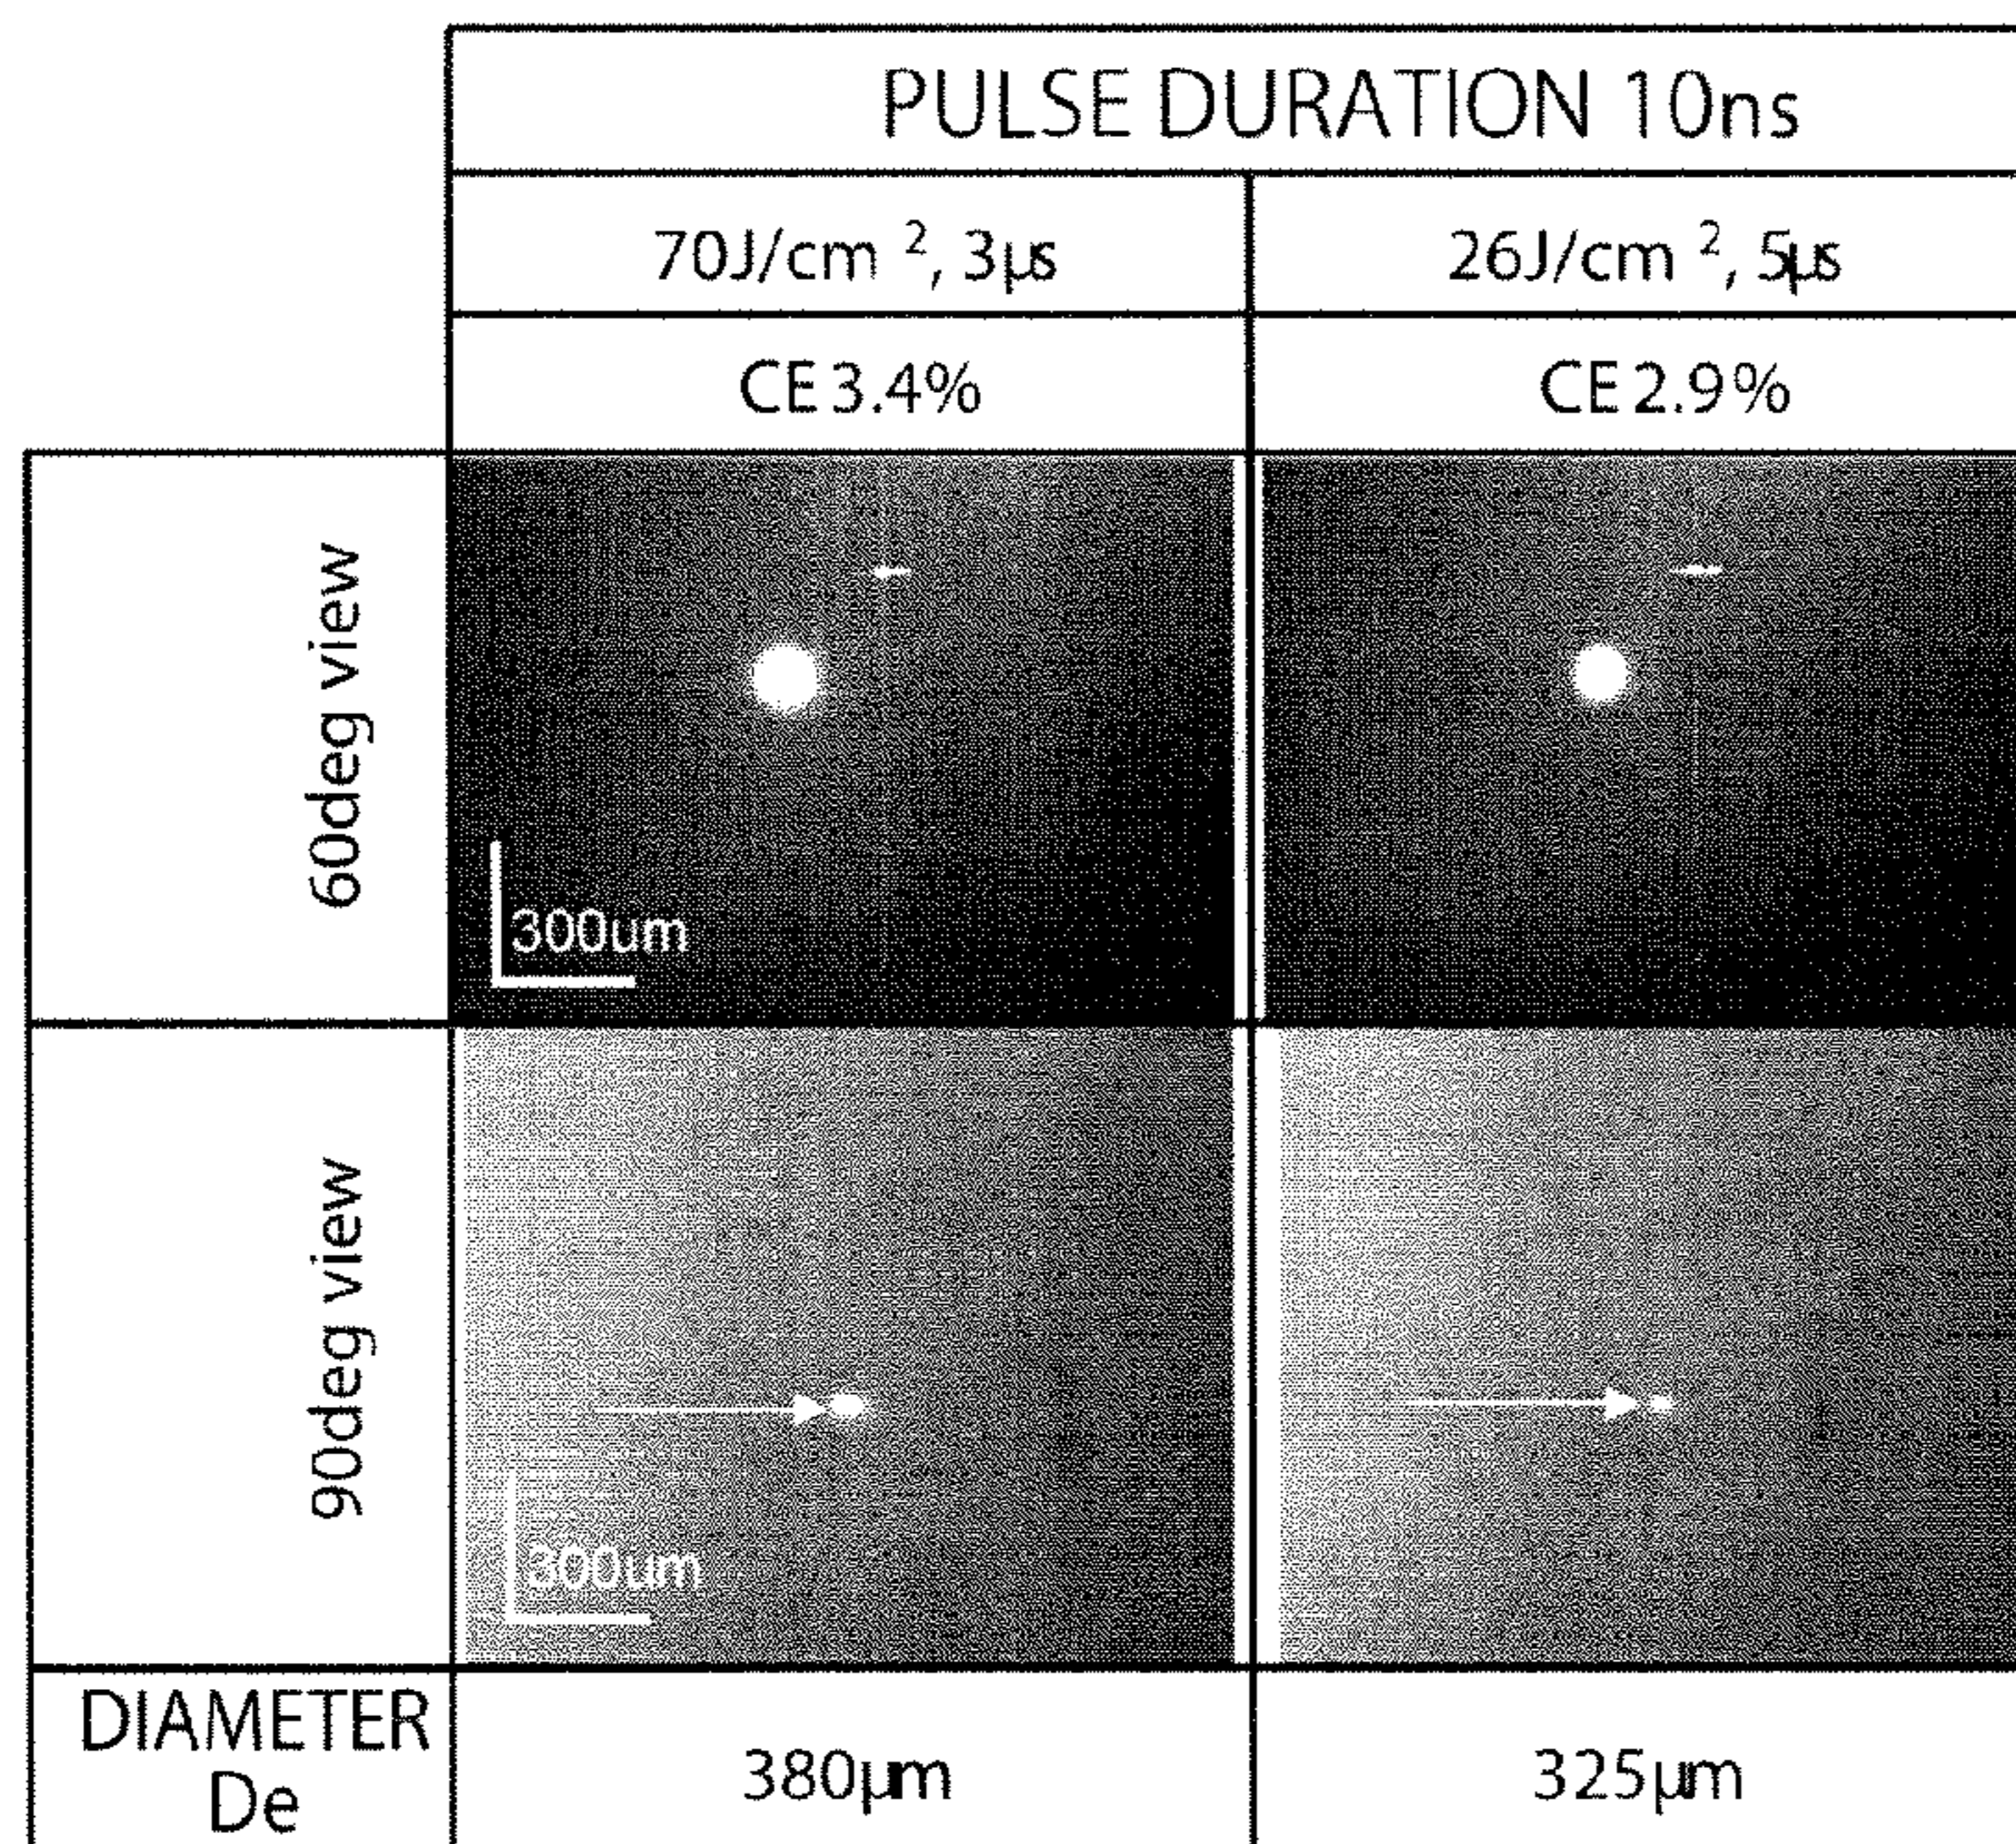 PULSE DURATION 10ns
70J/cm ², 3µs
26J/cm ², 5µs
CE 3.4%
CE 2.9%
60deg view
300um
90deg view
300um
DIAMETER
De
380µm
325µm